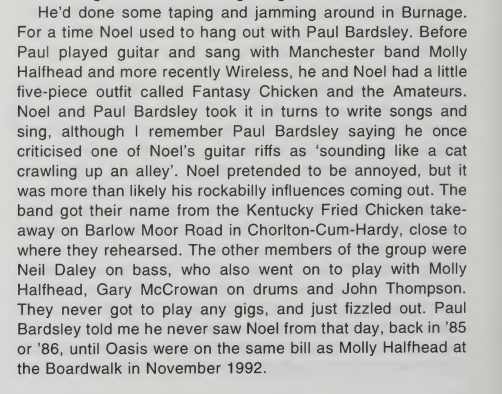 He'd done some taping and jamming around in Burnage.
For a time Noel used to hang out with Paul Bardsley. Before
Paul played guitar and sang with Manchester band Molly
Halfhead and more recently Wireless, he and Noel had a little
five-piece outfit called Fantasy Chicken and the Amateurs.
Noel and Paul Bardsley took it in turns to write songs and
sing, although I remember Paul Bardsley saying he once
criticised one of Noel's guitar riffs as 'sounding like a cat
crawling up an alley'. Noel pretended to be annoyed, but it
was more than likely his rockabilly influences coming out. The
band got their name from the Kentucky Fried Chicken take-
away on Barlow Moor Road in Chorlton-Cum-Hardy, close to
where they rehearsed. The other members of the group were
Neil Daley on bass, who also went on to play with Molly
Halfhead, Gary McCrowan on drums and John Thompson.
They never got to play any gigs, and just fizzled out. Paul
Bardsley told me he never saw Noel from that day, back in '85
or '86, until Oasis were on the same bill as Molly Halfhead at
the Boardwalk in November 1992.